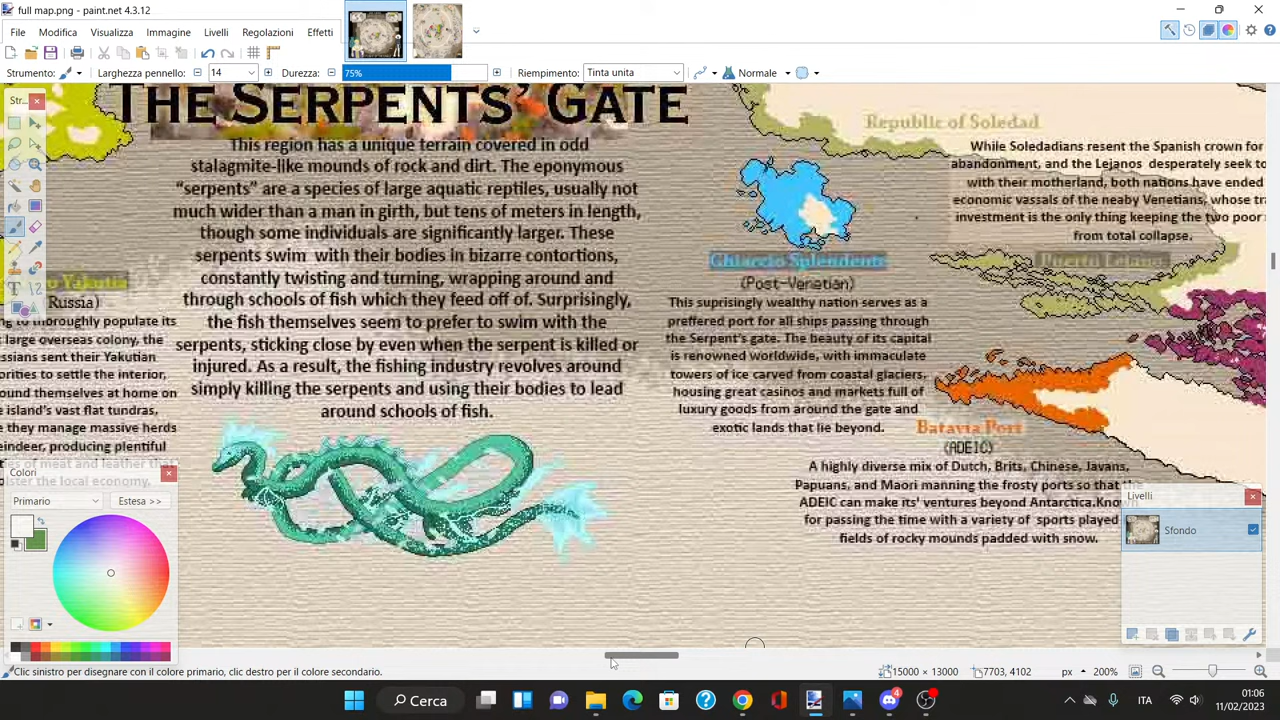 full map.png - paint.net 4.3.12
File Modifica Visualizza Immagine Livelli Regolazioni Effetti
Strumento: Larghezza pennello: 14 Durezza: 75% Riempimento: Tinta unita Normale
Str...
THE SERPENTS' GATE
This region has a unique terrain covered in odd
stalagmite-like mounds of rock and dirt. The eponymous
“serpents” are a species of large aquatic reptiles, usually not
much wider than a man in girth, but tens of meters in length,
though some individuals are significantly larger. These
serpents swim with their bodies in bizarre contortions,
constantly twisting and turning, wrapping around and
through schools of fish which they feed off of. Surprisingly,
the fish themselves seem to prefer to swim with the
serpents, sticking close by even when the serpent is killed or
injured. As a result, the fishing industry revolves around
simply killing the serpents and using their bodies to lead
around schools of fish.
Yakutia
Russia)
ng to thoroughly populate its
large overseas colony, the
ssians sent their Yakutian
orities to settle the interior,
ound themselves at home on
e island's vast flat tundras,
e they manage massive herds
eindeer, producing plentiful
of meat and leather that
olster the local economy.
Republic of Soledad
While Soledadians resent the Spanish crown for
abandonment, and the Lejanos desperately seek to
with their motherland, both nations have ended
economic vassals of the neaby Venetians, whose tra
investment is the only thing keeping the two poor
from total collapse.
Puerto Lejano
Ghiaccio Splendente
(Post-Venetian)
This suprisingly wealthy nation serves as a
preffered port for all ships passing through
the Serpent's gate. The beauty of its capital
is renowned worldwide, with immaculate
towers of ice carved from coastal glaciers,
housing great casinos and markets full of
luxury goods from around the gate and
exotic lands that lie beyond.
Batavia Port
(ADEIC)
A highly diverse mix of Dutch, Brits, Chinese, Javans,
Papuans, and Maori manning the frosty ports so that the
ADEIC can make its' ventures beyond Antarctica.Known
for passing the time with a variety of sports played
fields of rocky mounds padded with snow.
Colori
Primario Estesa >>
Livelli
Sfondo
Clic sinistro per disegnare con il colore primario, clic destro per il colore secondario. 15000 × 13000 7703, 4102 px 200%
Cerca 4 ITA 01:06
11/02/2023